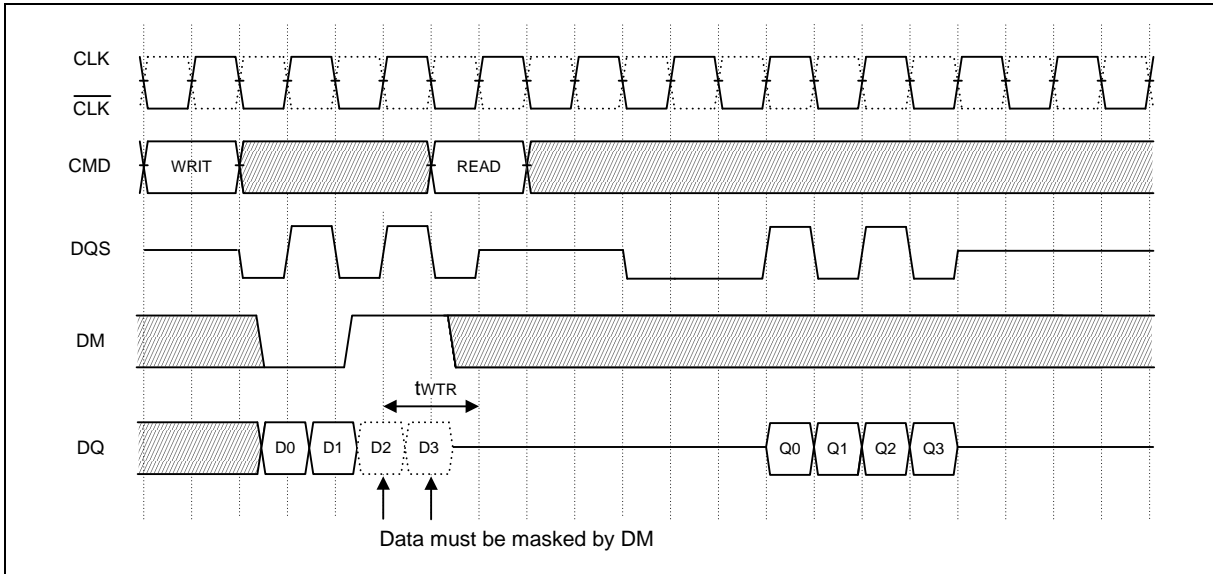 CLK
CLK
CMD WRIT READ
DQS
DM
tWTR
DQ D0 D1 D2 D3 Q0 Q1 Q2 Q3
Data must be masked by DM